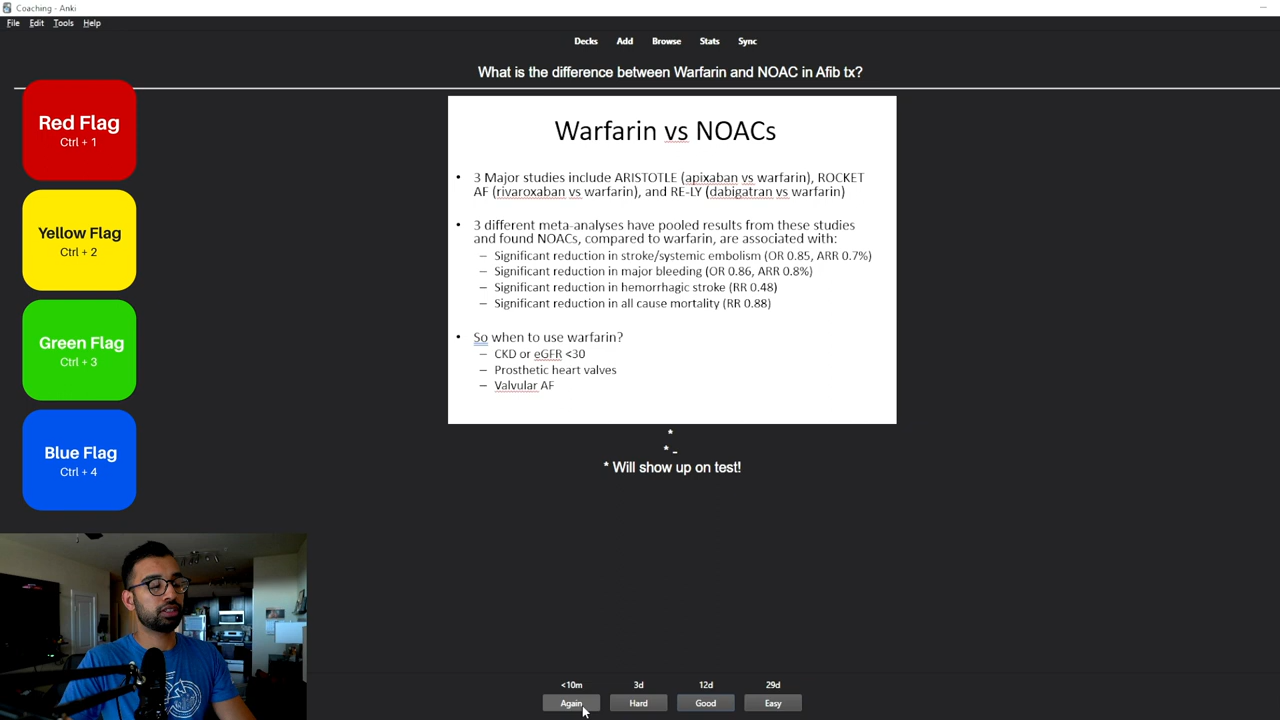 Coaching - Anki
File Edit Tools Help
Decks Add Browse Stats Sync
What is the difference between Warfarin and NOAC in Afib tx?
Red Flag
Ctrl + 1
Yellow Flag
Ctrl + 2
Green Flag
Ctrl + 3
Blue Flag
Ctrl + 4
Warfarin vs NOACs
• 3 Major studies include ARISTOTLE (apixaban vs warfarin), ROCKET
AF (rivaroxaban vs warfarin), and RE-LY (dabigatran vs warfarin)
• 3 different meta-analyses have pooled results from these studies
and found NOACs, compared to warfarin, are associated with:
– Significant reduction in stroke/systemic embolism (OR 0.85, ARR 0.7%)
– Significant reduction in major bleeding (OR 0.86, ARR 0.8%)
– Significant reduction in hemorrhagic stroke (RR 0.48)
– Significant reduction in all cause mortality (RR 0.88)
• So when to use warfarin?
– CKD or eGFR <30
– Prosthetic heart valves
– Valvular AF
*
* -
* Will show up on test!
<10m 3d 12d 29d
Again Hard Good Easy